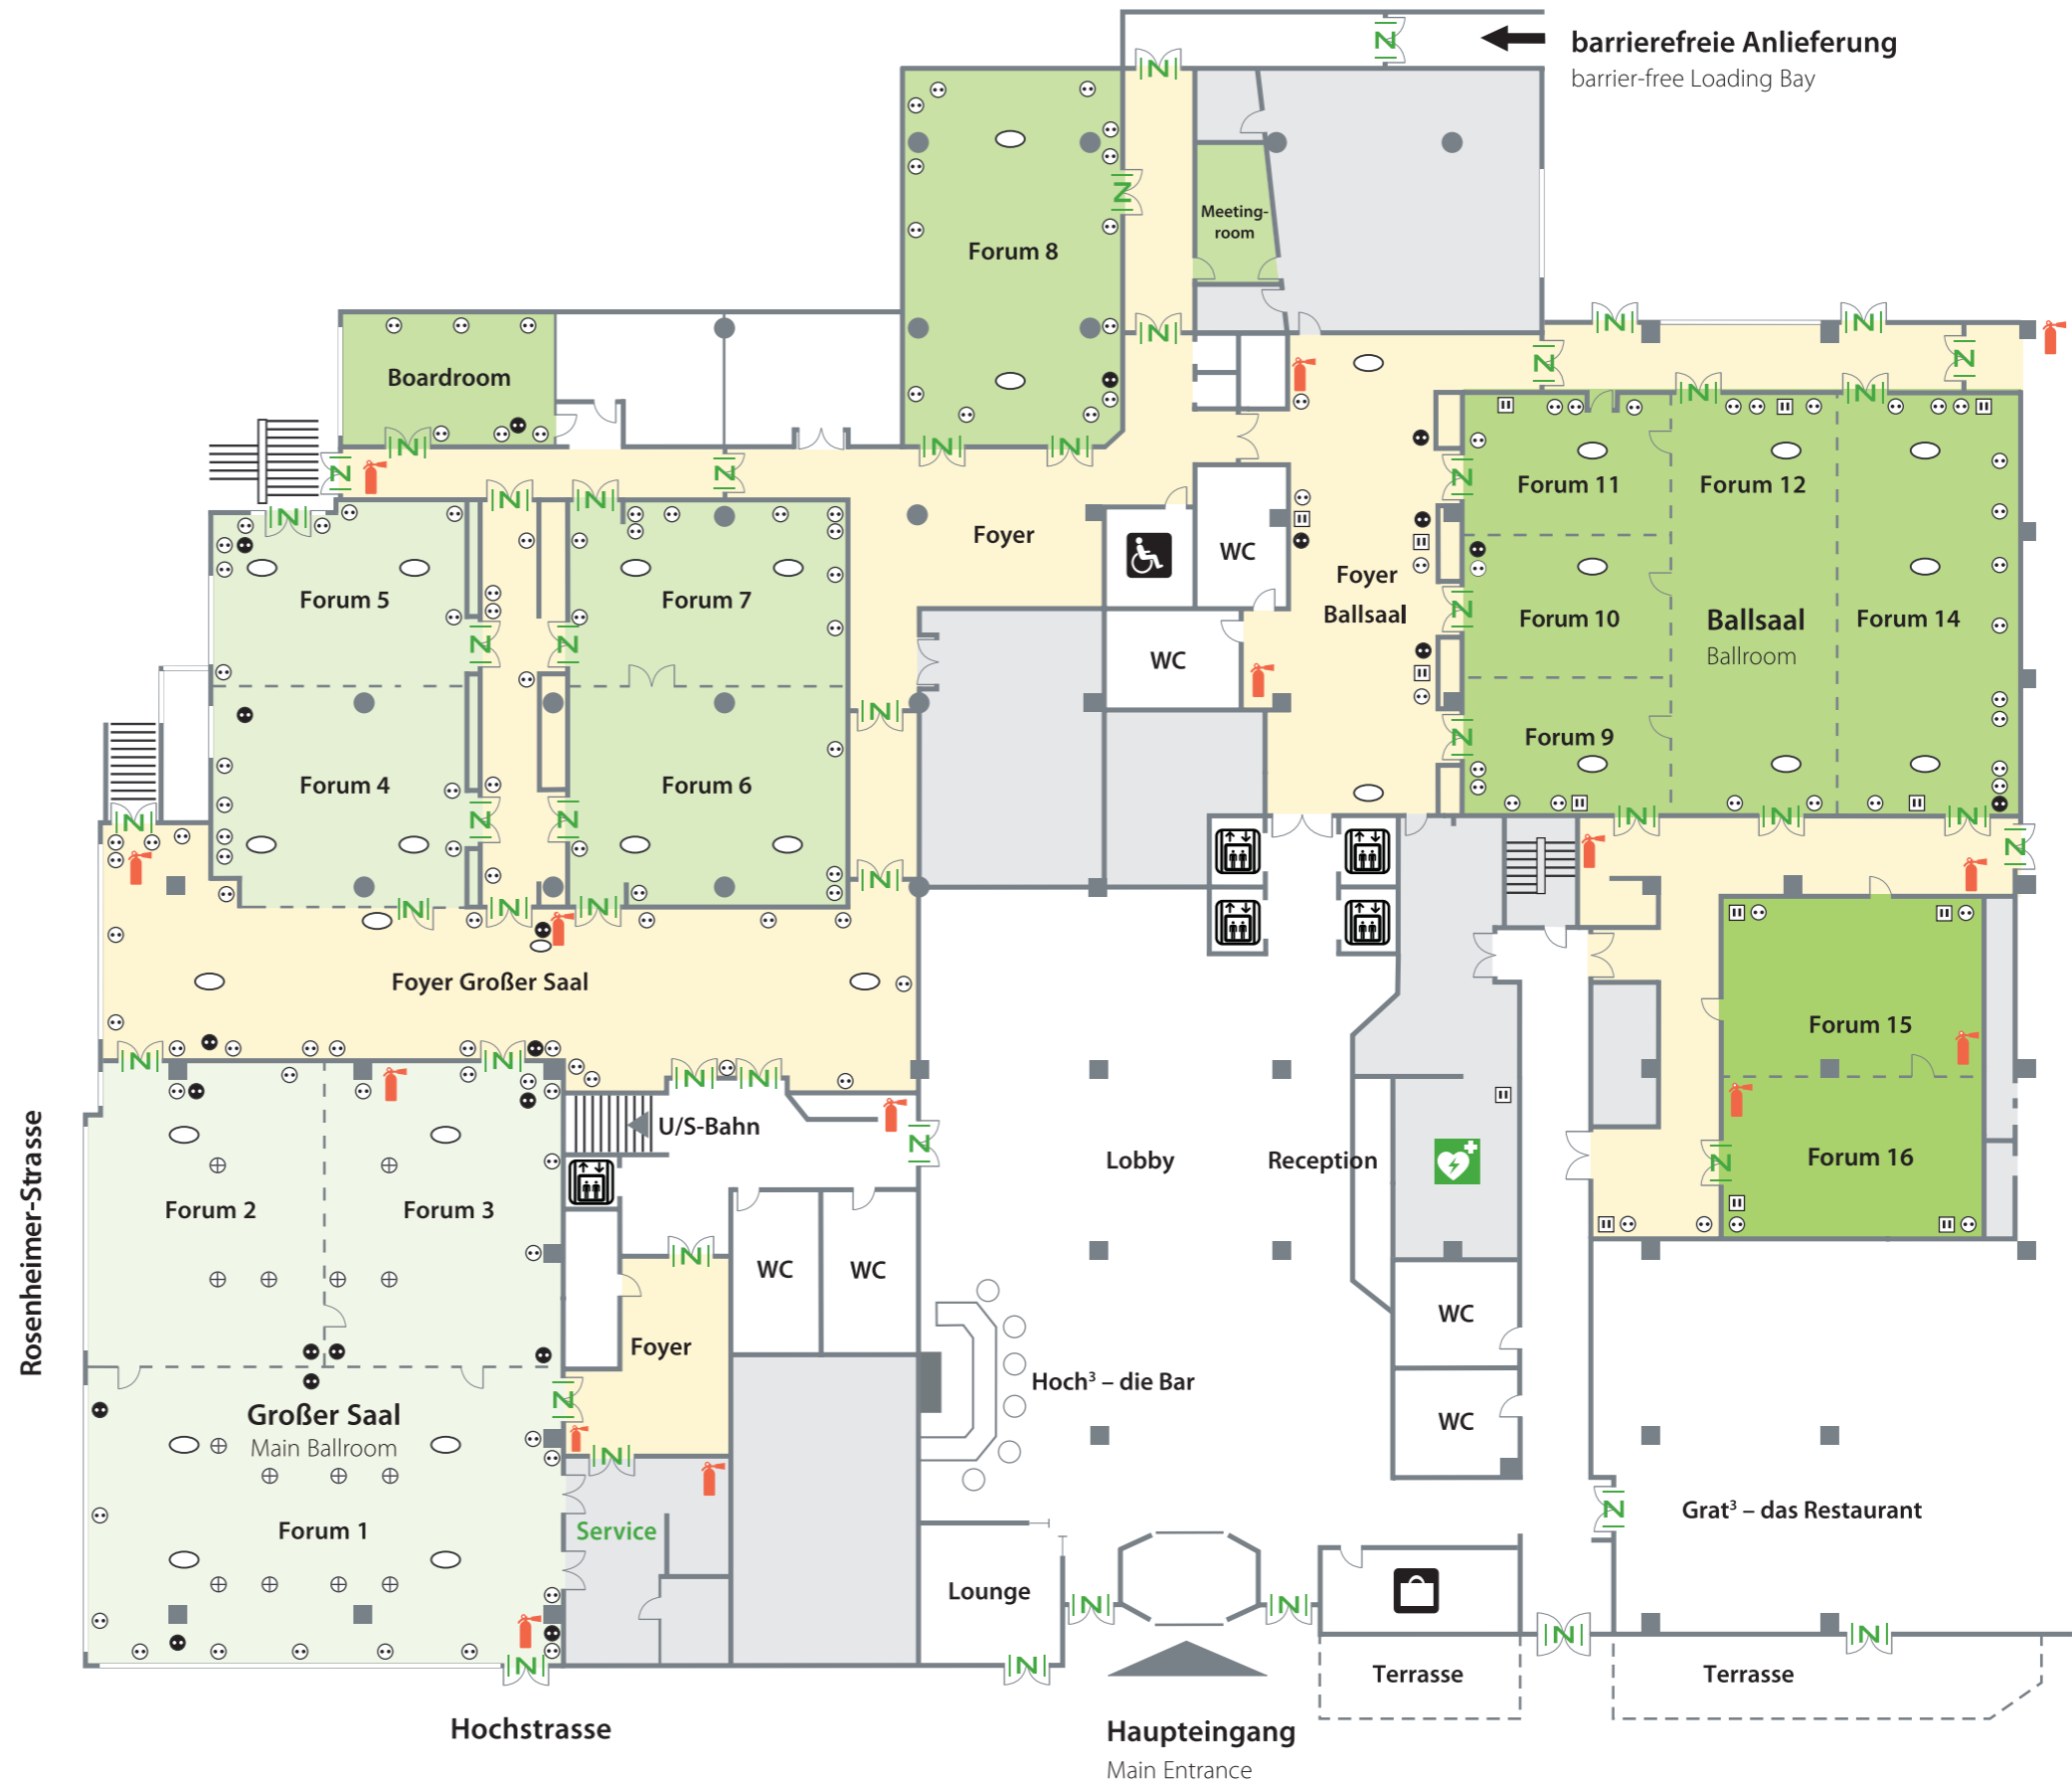 barrierefreie Anlieferung
barrier-free Loading Bay
Meeting-
room
Forum 8
Boardroom
Forum 11
Forum 12
Foyer
WC
Foyer
Ballsaal
Forum 5
Forum 7
Forum 10
Ballsaal
Ballroom
Forum 14
WC
Forum 9
Forum 4
Forum 6
Foyer Großer Saal
Forum 15
U/S-Bahn
Lobby
Reception
Forum 16
Rosenheimer-Strasse
Forum 2
Forum 3
WC
WC
WC
Foyer
Hoch³ – die Bar
Großer Saal
Main Ballroom
WC
Forum 1
Service
Grat³ – das Restaurant
Lounge
Terrasse
Terrasse
Hochstrasse
Haupteingang
Main Entrance